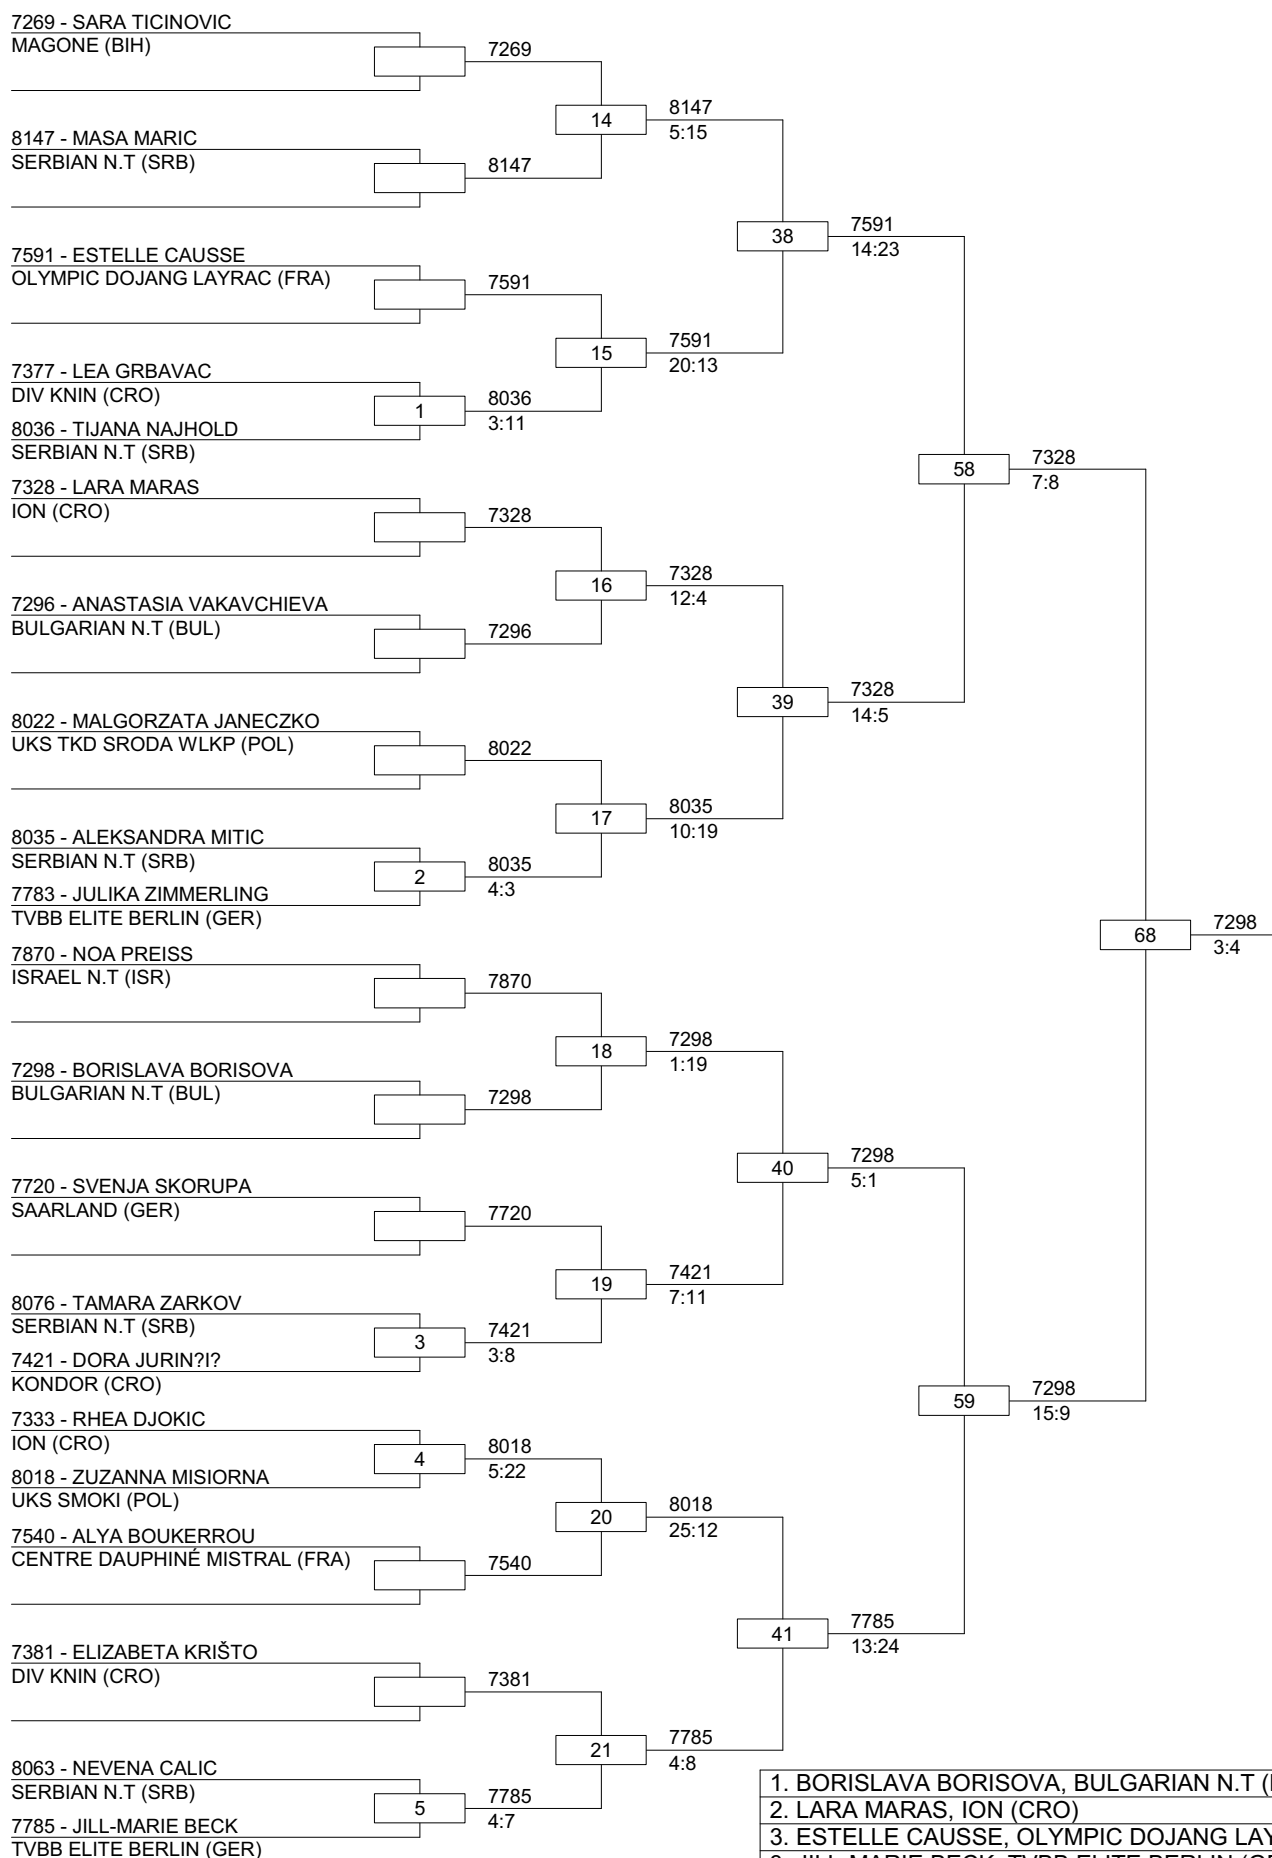 7269 - SARA TICINOVIC
MAGONE (BIH)
7269
14
8147
5:15
8147 - MASA MARIC
SERBIAN N.T (SRB)
8147
38
7591
14:23
7591 - ESTELLE CAUSSE
OLYMPIC DOJANG LAYRAC (FRA)
7591
15
7591
20:13
7377 - LEA GRBAVAC
DIV KNIN (CRO)
1
8036
3:11
8036 - TIJANA NAJHOLD
SERBIAN N.T (SRB)
58
7328
7:8
7328 - LARA MARAS
ION (CRO)
7328
16
7328
12:4
7296 - ANASTASIA VAKAVCHIEVA
BULGARIAN N.T (BUL)
7296
39
7328
14:5
8022 - MALGORZATA JANECZKO
UKS TKD SRODA WLKP (POL)
8022
17
8035
10:19
8035 - ALEKSANDRA MITIC
SERBIAN N.T (SRB)
2
8035
4:3
7783 - JULIKA ZIMMERLING
TVBB ELITE BERLIN (GER)
68
7298
3:4
7870 - NOA PREISS
ISRAEL N.T (ISR)
7870
18
7298
1:19
7298 - BORISLAVA BORISOVA
BULGARIAN N.T (BUL)
7298
40
7298
5:1
7720 - SVENJA SKORUPA
SAARLAND (GER)
7720
19
7421
7:11
8076 - TAMARA ZARKOV
SERBIAN N.T (SRB)
3
7421
3:8
7421 - DORA JURIN?I?
KONDOR (CRO)
59
7298
15:9
7333 - RHEA DJOKIC
ION (CRO)
4
8018
5:22
8018 - ZUZANNA MISIORNA
UKS SMOKI (POL)
20
8018
25:12
7540 - ALYA BOUKERROU
CENTRE DAUPHINÉ MISTRAL (FRA)
7540
41
7785
13:24
7381 - ELIZABETA KRIŠTO
DIV KNIN (CRO)
7381
21
7785
4:8
8063 - NEVENA CALIC
SERBIAN N.T (SRB)
5
7785
4:7
7785 - JILL-MARIE BECK
TVBB ELITE BERLIN (GER)
1. BORISLAVA BORISOVA, BULGARIAN N.T (
2. LARA MARAS, ION (CRO)
3. ESTELLE CAUSSE, OLYMPIC DOJANG LAY
3. JILL-MARIE BECK, TVBB ELITE BERLIN (GE